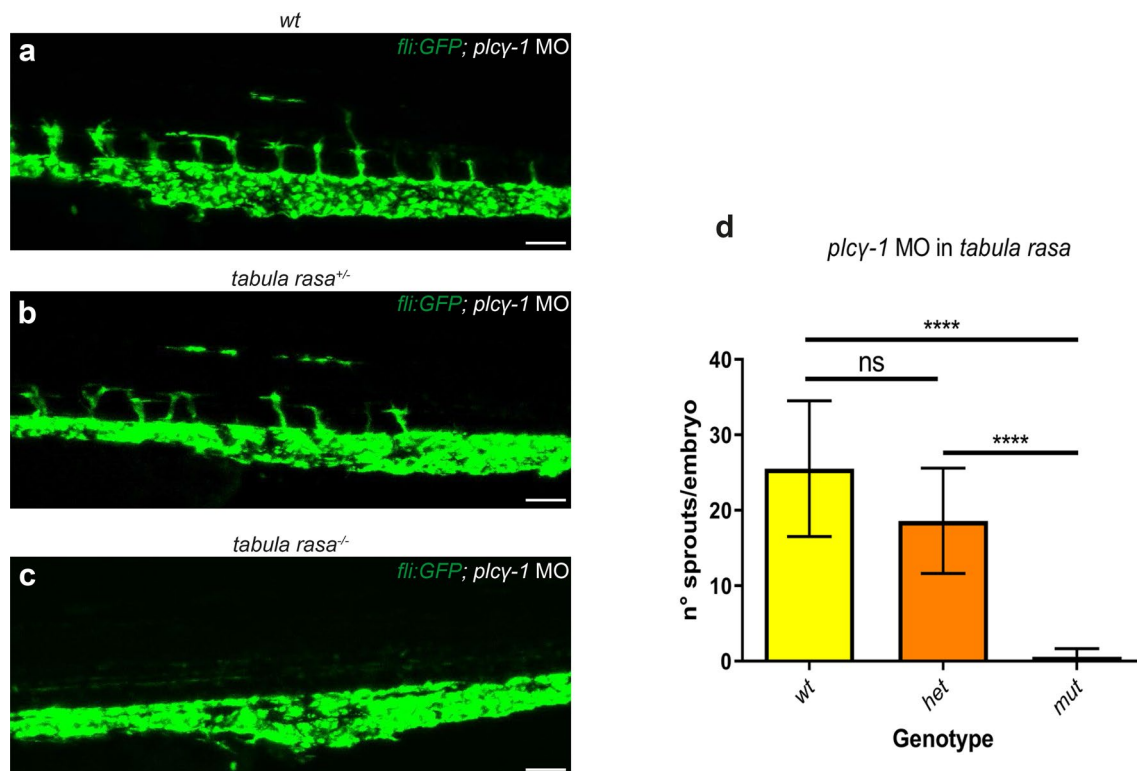 wt
a
fli:GFP; plcγ-1 MO
tabula rasa+/-
b
fli:GFP; plcγ-1 MO
tabula rasa-/-
c
fli:GFP; plcγ-1 MO
d
plcγ-1 MO in tabula rasa
****
ns
****
40
30
20
10
0
n° sprouts/embryo
wt
het
mut
Genotype